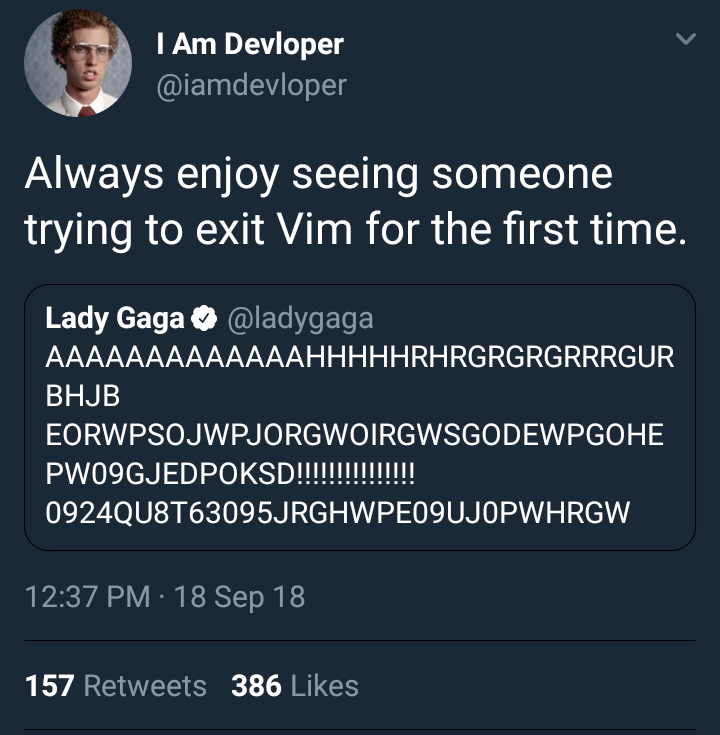 I Am Devloper
@iamdevloper
Always enjoy seeing someone
trying to exit Vim for the first time.
Lady Gaga @ladygaga
AAAAAAAAAAAAAHHHHHRHRGRGRGRRRGUR
BHJB
EORWPSOJWPJORGWOIRGWSGODEWPGOHE
PW09GJEDPOKSD!!!!!!!!!!!!!!!
0924QU8T63095JRGHWPE09UJ0PWHRGW
12:37 PM · 18 Sep 18
157 Retweets 386 Likes